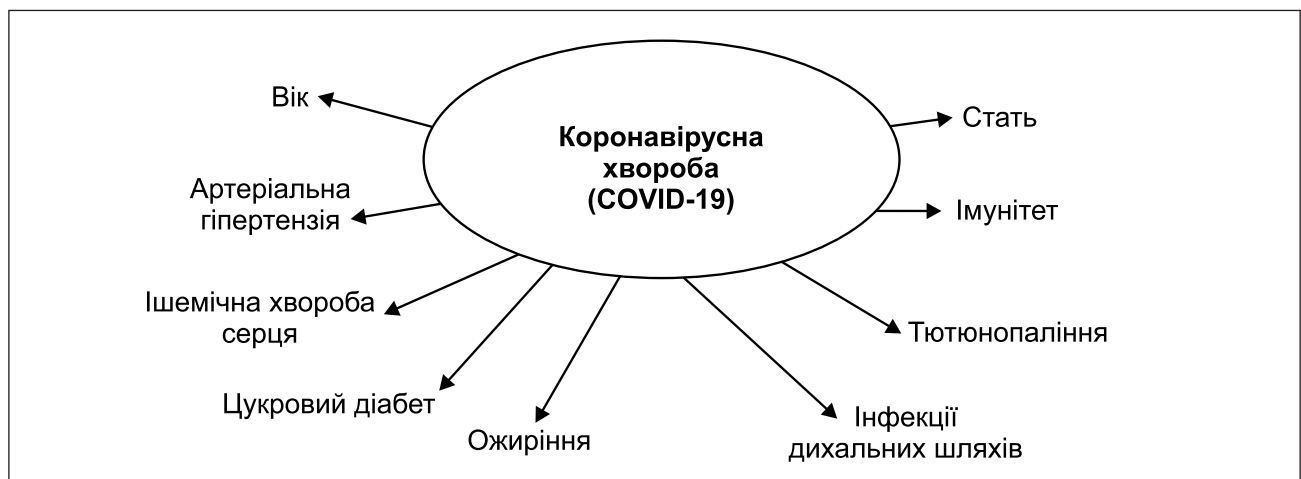 Коронавірусна
хвороба
(COVID-19)
Вік
Артеріальна
гіпертензія
Ішемічна хвороба
серця
Цукровий діабет
Ожиріння
Інфекції
дихальних шляхів
Тютюнопаління
Імунітет
Стать